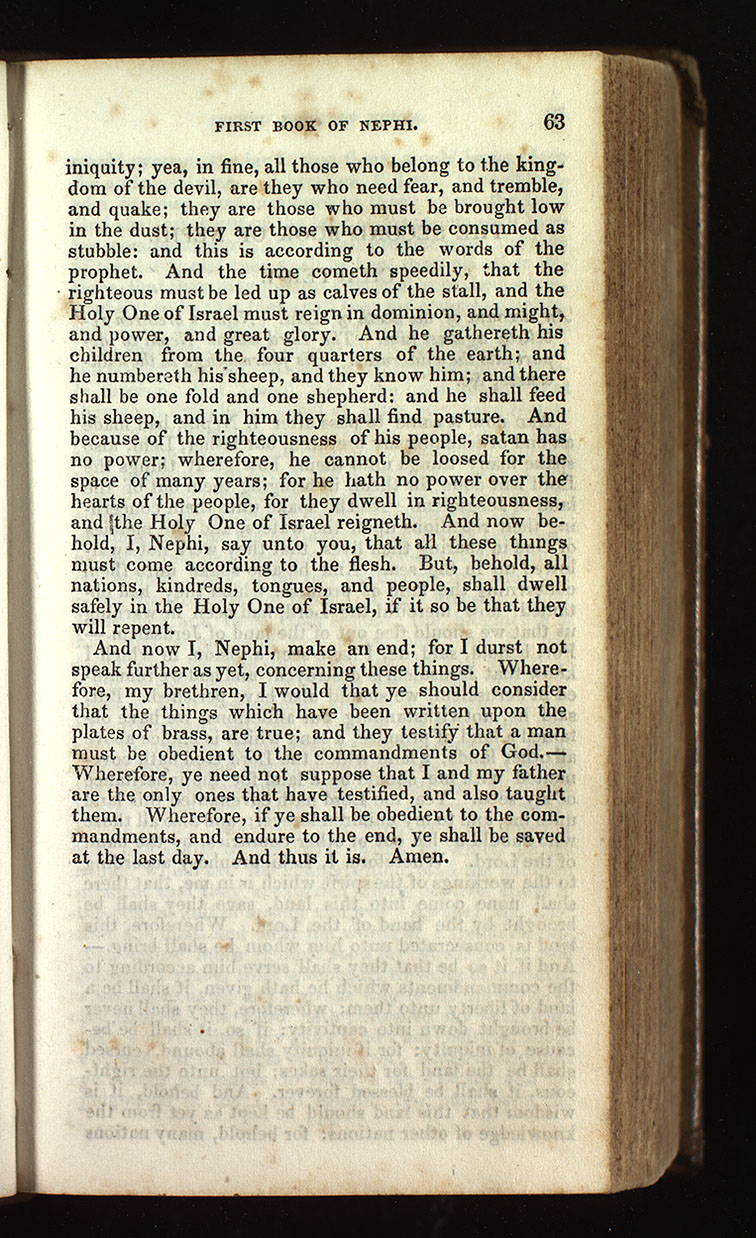 FIRST BOOK OF NEPHI. 63
iniquity; yea, in fine, all those who belong to the king-
dom of the devil, are they who need fear, and tremble,
and quake; they are those who must be brought low
in the dust; they are those who must be consumed as
stubble: and this is according to the words of the
prophet. And the time cometh speedily, that the
righteous must be led up as calves of the stall, and the
Holy One of Israel must reign in dominion, and might,
and power, and great glory. And he gathereth his
children from the four quarters of the earth; and
he numbereth his sheep, and they know him; and there
shall be one fold and one shepherd: and he shall feed
his sheep, and in him they shall find pasture. And
because of the righteousness of his people, satan has
no power; wherefore, he cannot be loosed for the
space of many years; for he hath no power over the
hearts of the people, for they dwell in righteousness,
and the Holy One of Israel reigneth. And now be-
hold, I, Nephi, say unto you, that all these things
must come according to the flesh. But, behold, all
nations, kindreds, tongues, and people, shall dwell
safely in the Holy One of Israel, if it so be that they
will repent.
And now I, Nephi, make an end; for I durst not
speak further as yet, concerning these things. Where-
fore, my brethren, I would that ye should consider
that the things which have been written upon the
plates of brass, are true; and they testify that a man
must be obedient to the commandments of God.—
Wherefore, ye need not suppose that I and my father
are the only ones that have testified, and also taught
them. Wherefore, if ye shall be obedient to the com-
mandments, and endure to the end, ye shall be saved
at the last day. And thus it is. Amen.